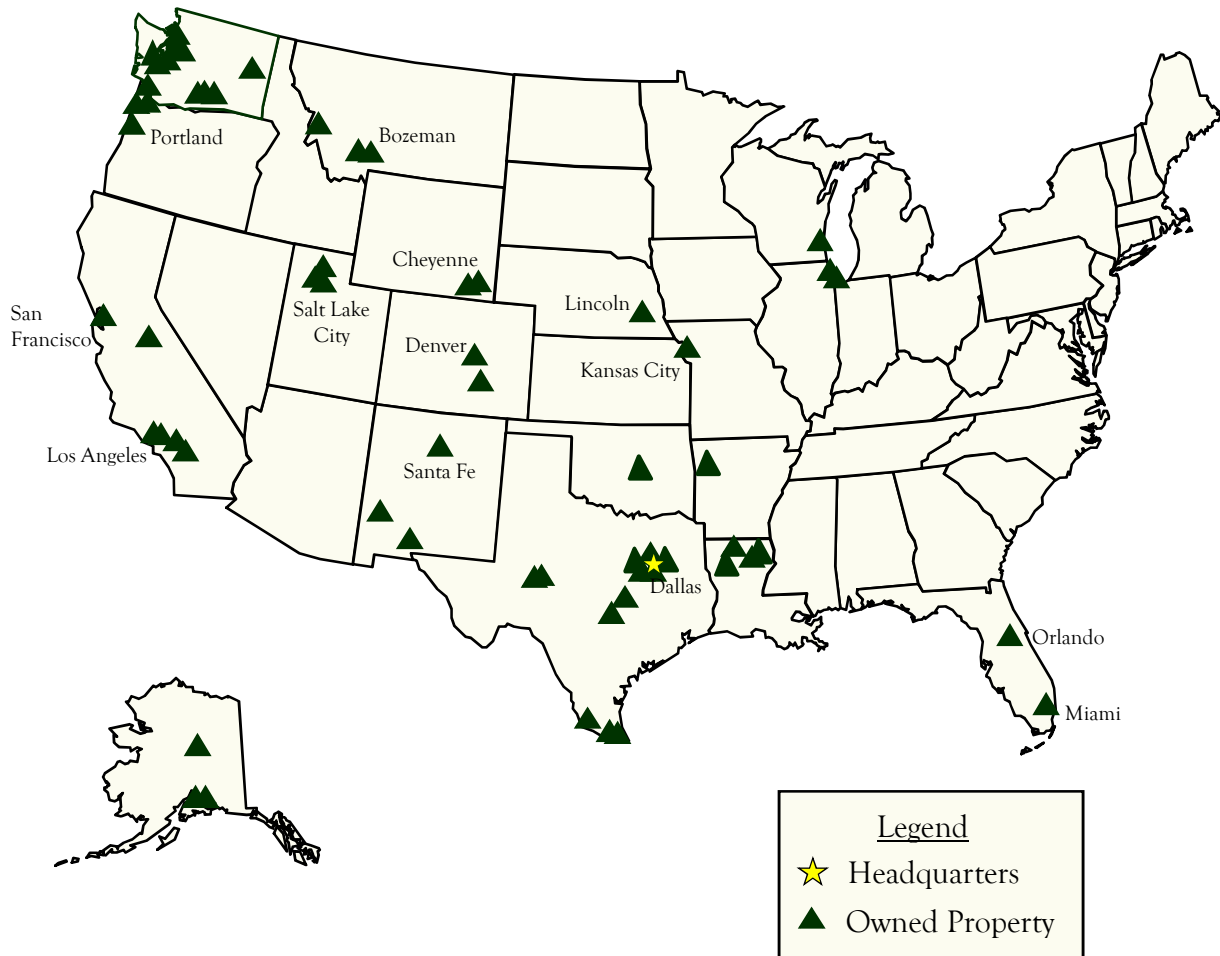 Portland
Bozeman
Cheyenne
San
Francisco
Salt Lake
City
Lincoln
Denver
Kansas City
Los Angeles
Santa Fe
Dallas
Orlando
Miami
Legend
Headquarters
Owned Property